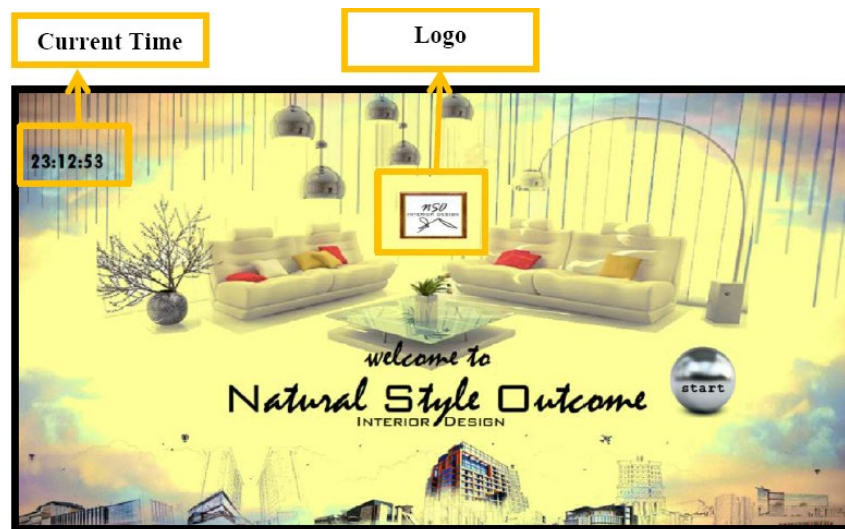 Current Time
Logo
23:12:53
NSO
INTERIOR DESIGN
welcome to
Natural Style Outcome
INTERIOR DESIGN
start